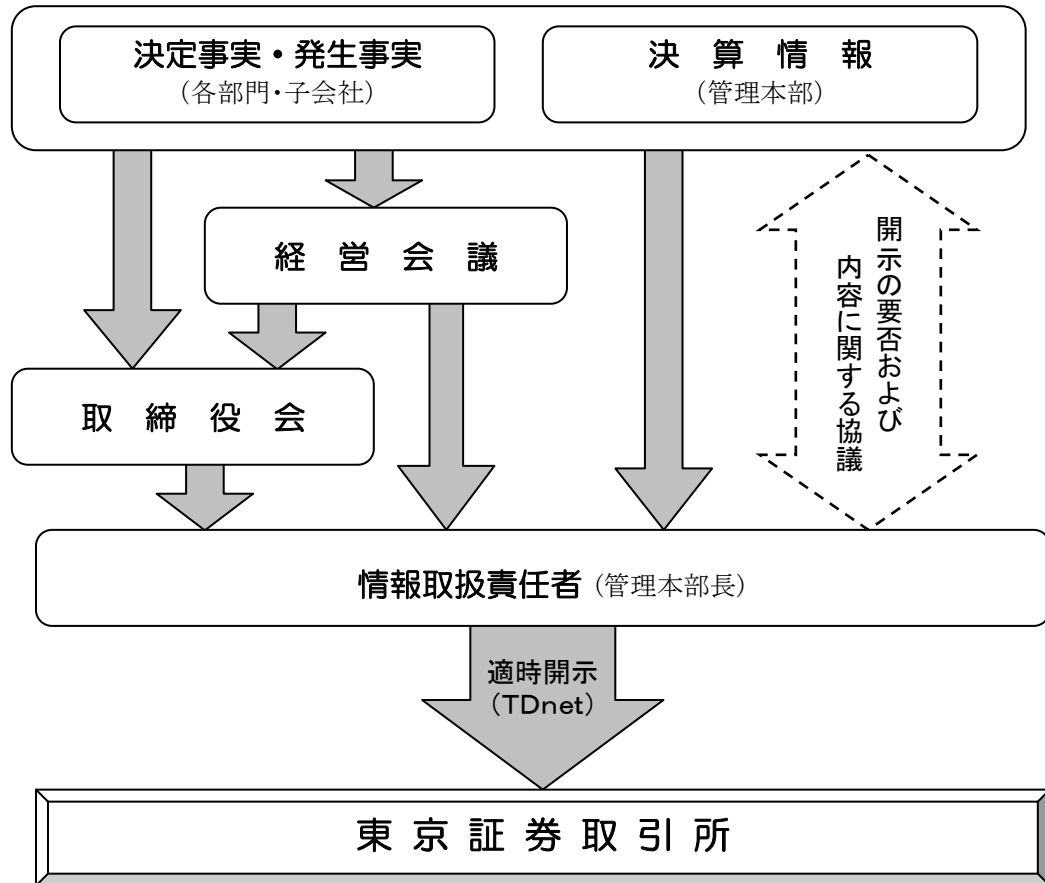 決定事実・発生事実
（各部門・子会社）
決算情報
（管理本部）
経営会議
開示の要否および
内容に関する協議
取締役会
情報取扱責任者（管理本部長）
適時開示
（TDnet）
東京証券取引所